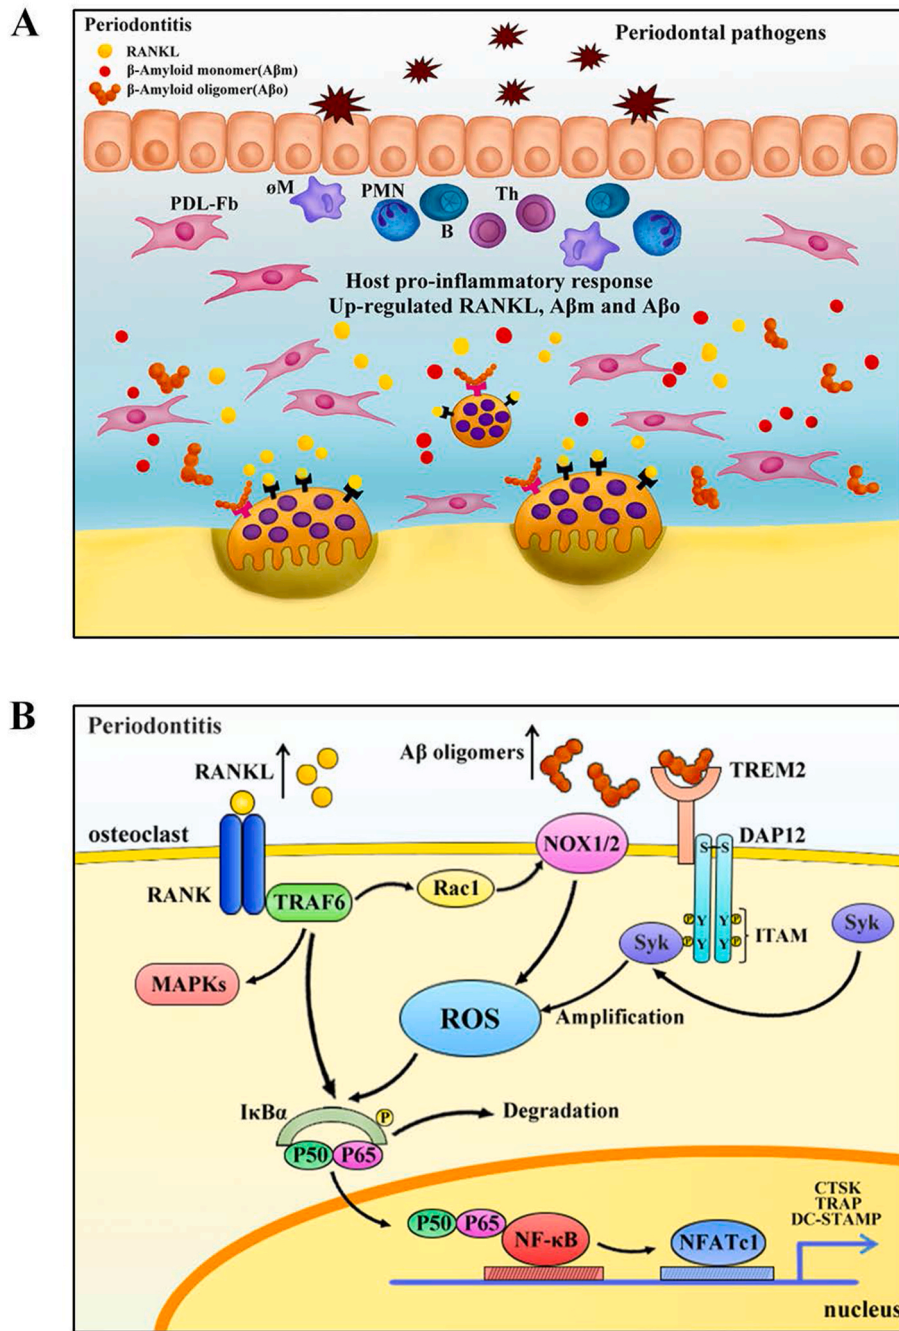 A
Periodontitis
RANKL
β-Amyloid monomer(Aβm)
β-Amyloid oligomer(Aβo)
Periodontal pathogens
PDL-Fb
øM
PMN
B
Th
Host pro-inflammatory response
Up-regulated RANKL, Aβm and Aβo
B
Periodontitis
RANKL
Aβ oligomers
TREM2
osteoclast
DAP12
S S
NOX1/2
RANK
TRAF6
Rac1
P Y Y P
P Y Y P
ITAM
Syk
Syk
MAPKs
ROS
Amplification
IκBα
P
Degradation
P50 P65
P50 P65
NF-κB
NFATc1
CTSK
TRAP
DC-STAMP
nucleus